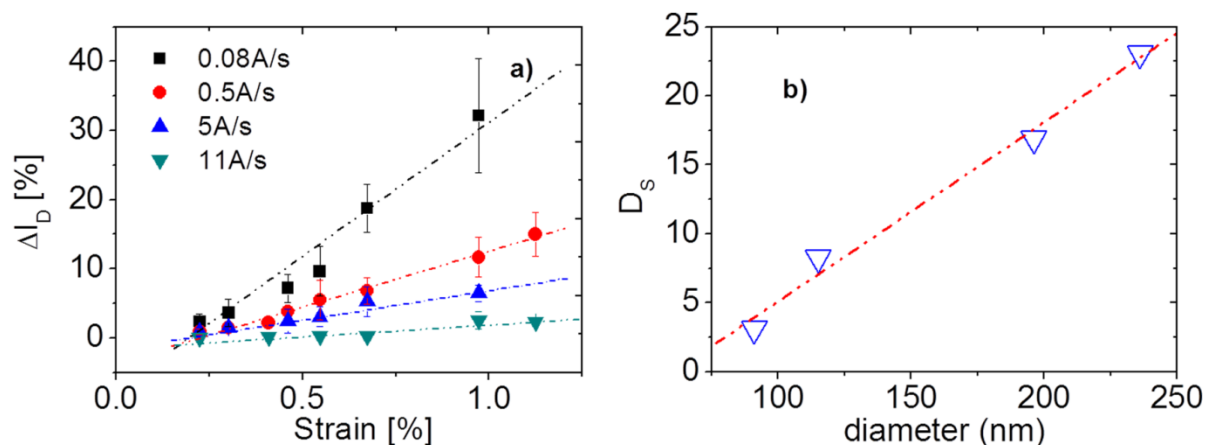 0.08A/s
0.5A/s
5A/s
11A/s
a)
40
30
20
10
0
ΔI_D [%]
0.0
0.5
1.0
Strain [%]
b)
25
20
15
10
5
0
D_S
100
150
200
250
diameter (nm)